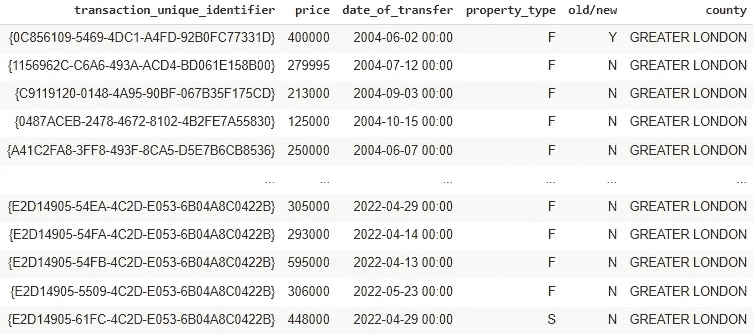 transaction_unique_identifier price date_of_transfer property_type old/new county
{0C856109-5469-4DC1-A4FD-92B0FC77331D} 400000 2004-06-02 00:00 F Y GREATER LONDON
{1156962C-C6A6-493A-ACD4-BD061E158B00} 279995 2004-07-12 00:00 F N GREATER LONDON
{C9119120-0148-4A95-90BF-067B35F175CD} 213000 2004-09-03 00:00 F N GREATER LONDON
{0487ACEB-2478-4672-8102-4B2FE7A55830} 125000 2004-10-15 00:00 F N GREATER LONDON
{A41C2FA8-3FF8-493F-8CA5-D5E7B6CB8536} 250000 2004-06-07 00:00 F N GREATER LONDON
... ... ... ... ... ...
{E2D14905-54EA-4C2D-E053-6B04A8C0422B} 305000 2022-04-29 00:00 F N GREATER LONDON
{E2D14905-54FA-4C2D-E053-6B04A8C0422B} 293000 2022-04-14 00:00 F N GREATER LONDON
{E2D14905-54FB-4C2D-E053-6B04A8C0422B} 595000 2022-04-13 00:00 F N GREATER LONDON
{E2D14905-5509-4C2D-E053-6B04A8C0422B} 306000 2022-05-23 00:00 F N GREATER LONDON
{E2D14905-61FC-4C2D-E053-6B04A8C0422B} 448000 2022-04-29 00:00 S N GREATER LONDON